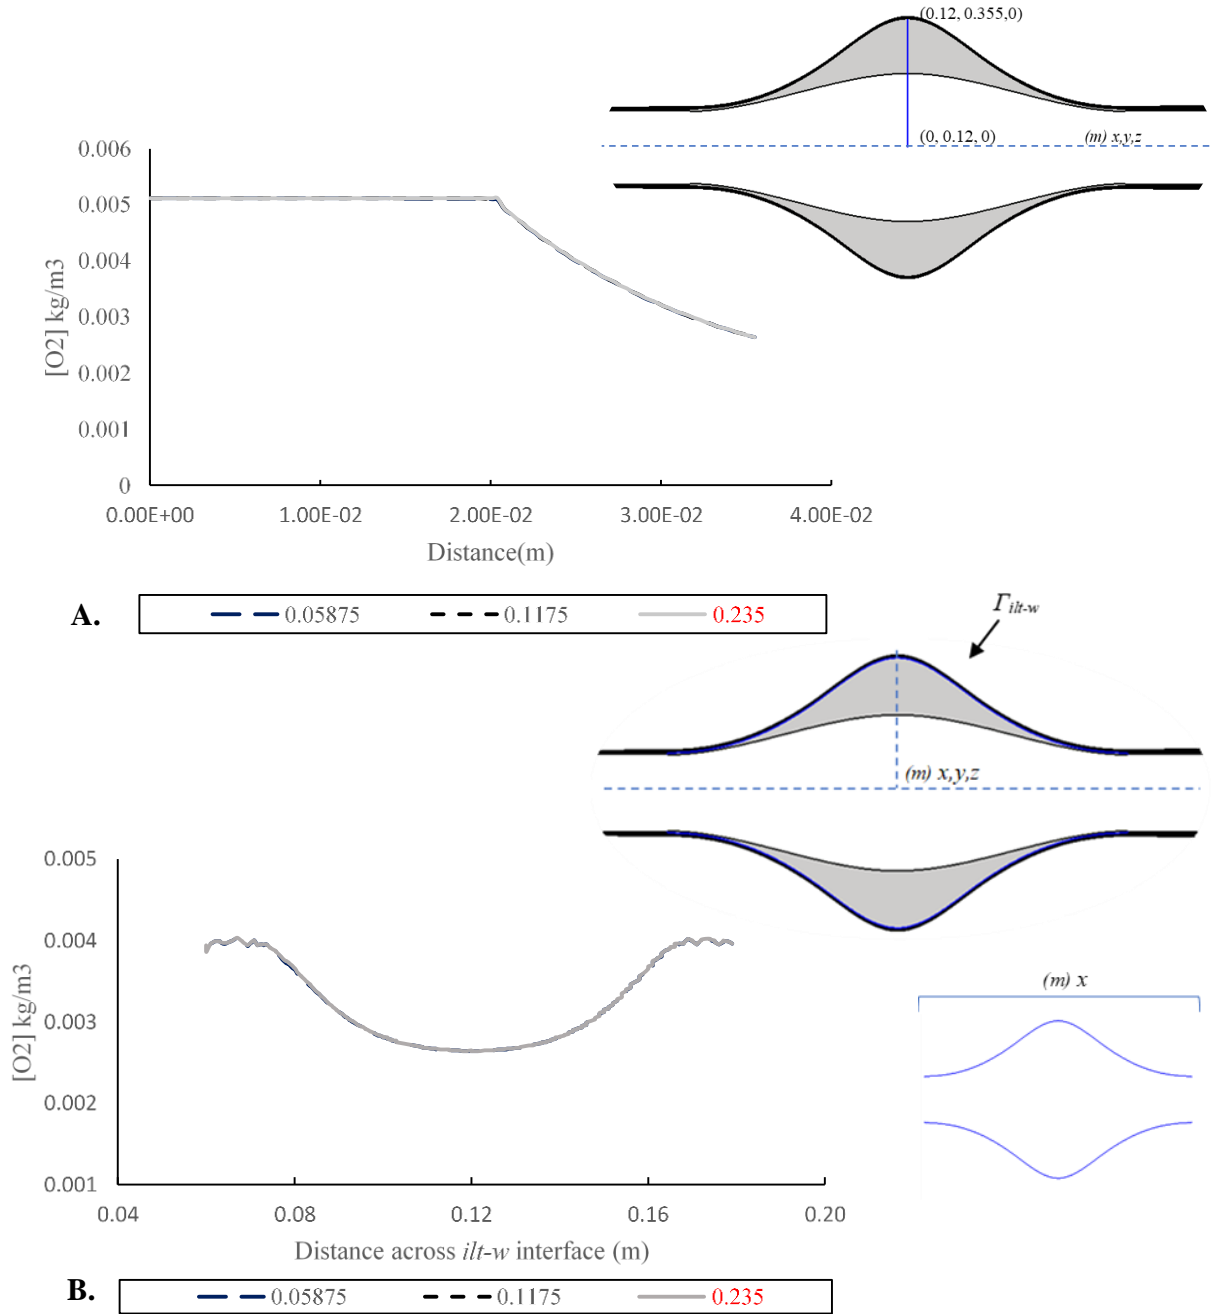 (0.12, 0.355,0)
(0, 0.12, 0)
(m) x,y,z
0.006
0.005
0.004
0.003
0.002
0.001
0
[O2] kg/m3
0.00E+00 1.00E-02 2.00E-02 3.00E-02 4.00E-02
Distance(m)
A.
0.05875 0.1175 0.235
Γilt-w
(m) x,y,z
0.005
0.004
0.003
0.002
0.001
[O2] kg/m3
(m) x
0.04 0.08 0.12 0.16 0.20
Distance across ilt-w interface (m)
B.
0.05875 0.1175 0.235